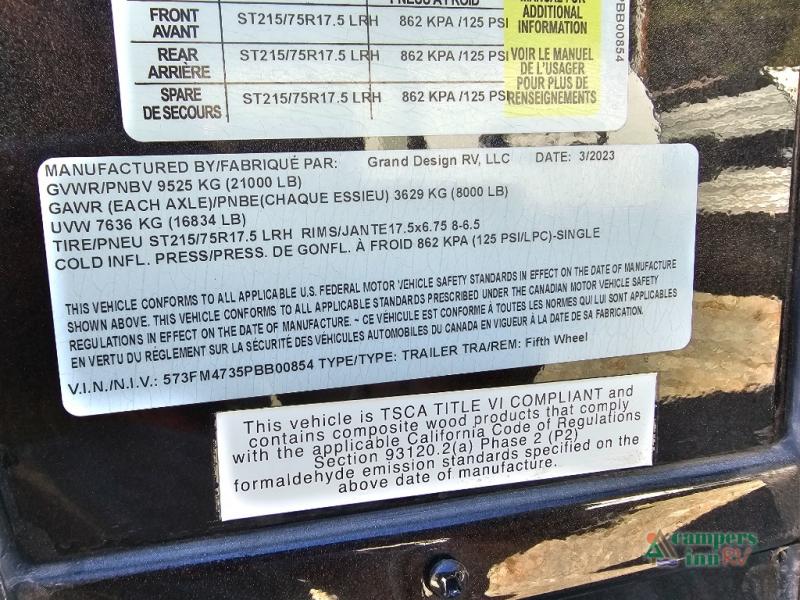 PRESS A FROID
MANUAL FOR
ADDITIONAL
INFORMATION
FRONT
AVANT
ST215/75R17.5 LRH
862 KPA /125 PSI
REAR
ARRIÈRE
ST215/75R17.5 LRH
862 KPA /125 PSI
VOIR LE MANUEL
DE L'USAGER
POUR PLUS DE
RENSEIGNEMENTS
SPARE
DE SECOURS
ST215/75R17.5 LRH
862 KPA /125 PSI
PBB00854
MANUFACTURED BY/FABRIQUÉ PAR: Grand Design RV, LLC DATE: 3/2023
GVWR/PNBV 9525 KG (21000 LB)
GAWR (EACH AXLE)/PNBE(CHAQUE ESSIEU) 3629 KG (8000 LB)
UVW 7636 KG (16834 LB)
TIRE/PNEU ST215/75R17.5 LRH RIMS/JANTE17.5x6.75 8-6.5
COLD INFL. PRESS/PRESS. DE GONFL. À FROID 862 KPA (125 PSI/LPC)-SINGLE
THIS VEHICLE CONFORMS TO ALL APPLICABLE U.S. FEDERAL MOTOR VEHICLE SAFETY STANDARDS IN EFFECT ON THE DATE OF MANUFACTURE
SHOWN ABOVE. THIS VEHICLE CONFORMS TO ALL APPLICABLE STANDARDS PRESCRIBED UNDER THE CANADIAN MOTOR VEHICLE SAFETY
REGULATIONS IN EFFECT ON THE DATE OF MANUFACTURE. ~ CE VÉHICULE EST CONFORME À TOUTES LES NORMES QUI LUI SONT APPLICABLES
EN VERTU DU RÉGLEMENT SUR LA SÉCURITÉ DES VÉHICULES AUTOMOBILES DU CANADA EN VIGUEUR À LA DATE DE SA FABRICATION.
V.I.N./N.I.V.: 573FM4735PBB00854 TYPE/TYPE: TRAILER TRA/REM: Fifth Wheel
This vehicle is TSCA TITLE VI COMPLIANT and
contains composite wood products that comply
with the applicable California Code of Regulations
Section 93120.2(a) Phase 2 (P2)
formaldehyde emission standards specified on the
above date of manufacture.
campers
inn RV